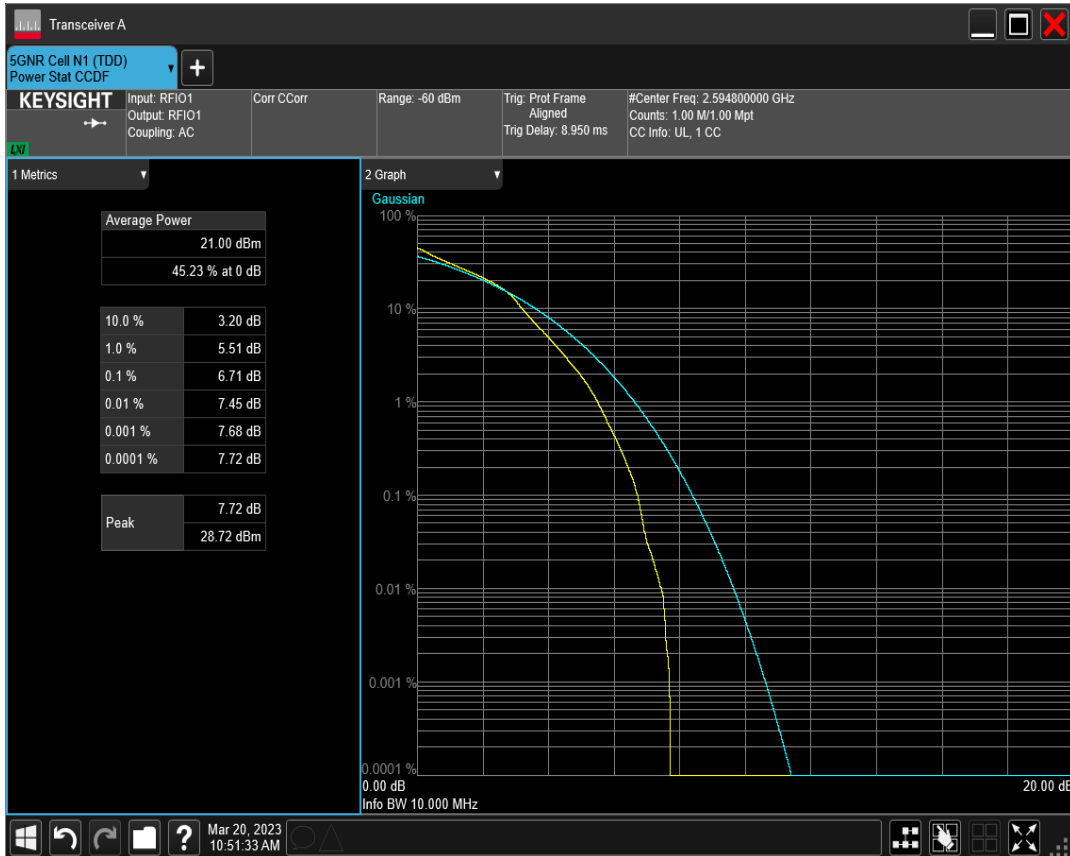 Transceiver A
5GNR Cell N1 (TDD)
Power Stat CCDF
+
KEYSIGHT
LXI
Input: RFIO1
Output: RFIO1
Coupling: AC
Corr CCorr
Range: -60 dBm
Trig: Prot Frame
Aligned
Trig Delay: 8.950 ms
#Center Freq: 2.594800000 GHz
Counts: 1.00 M/1.00 Mpt
CC Info: UL, 1 CC
1 Metrics
Average Power
21.00 dBm
45.23 % at 0 dB
10.0 % 3.20 dB
1.0 % 5.51 dB
0.1 % 6.71 dB
0.01 % 7.45 dB
0.001 % 7.68 dB
0.0001 % 7.72 dB
Peak
7.72 dB
28.72 dBm
2 Graph
Gaussian
100 %
10 %
1 %
0.1 %
0.01 %
0.001 %
0.0001 %
0.00 dB 20.00 dB
Info BW 10.000 MHz
?
Mar 20, 2023
10:51:33 AM